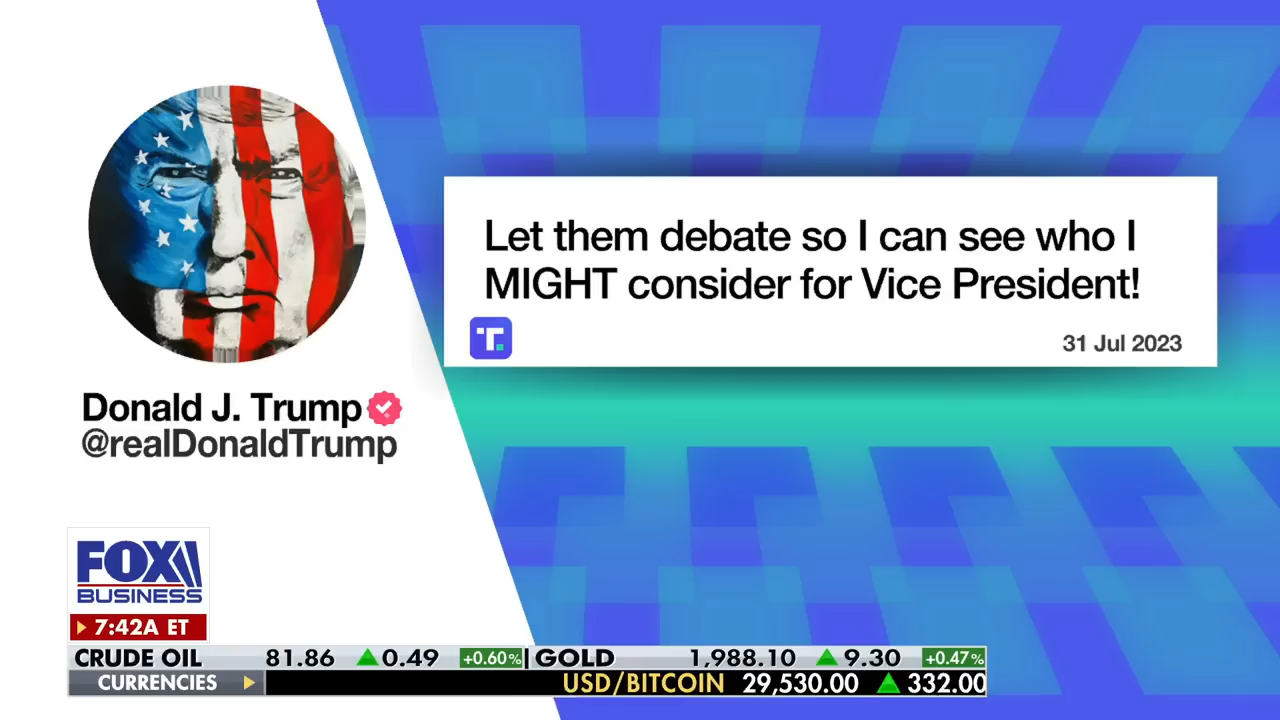 Let them debate so I can see who I
MIGHT consider for Vice President!
T.
31 Jul 2023
Donald J. Trump
@realDonaldTrump
FOX
BUSINESS
7:42A ET
CRUDE OIL 81.86 0.49 +0.60% GOLD 1,988.10 9.30 +0.47%
CURRENCIES USD/BITCOIN 29,530.00 332.00